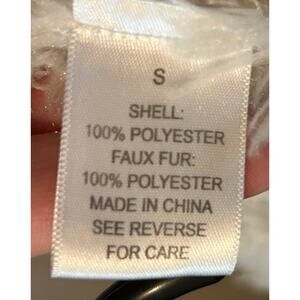 S
SHELL:
100% POLYESTER
FAUX FUR:
100% POLYESTER
MADE IN CHINA
SEE REVERSE
FOR CARE